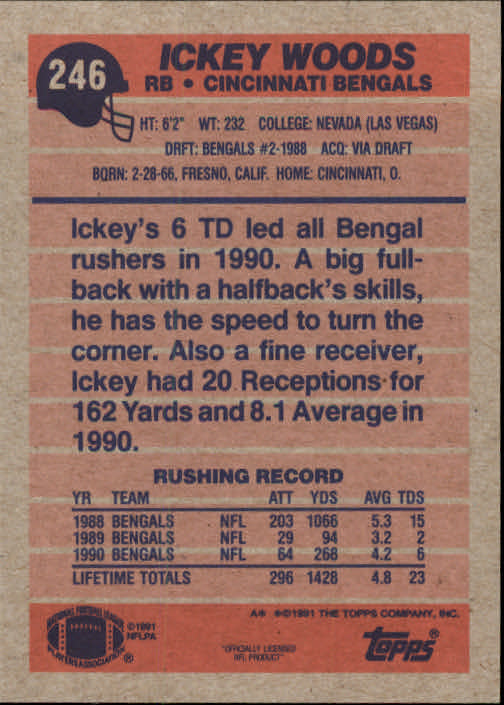 246
ICKEY WOODS
RB • CINCINNATI BENGALS
HT: 6'2" WT: 232 COLLEGE: NEVADA (LAS VEGAS)
DRFT: BENGALS #2-1988 ACQ: VIA DRAFT
BORN: 2-28-66, FRESNO, CALIF. HOME: CINCINNATI, O.
Ickey's 6 TD led all Bengal
rushers in 1990. A big full-
back with a halfback's skills,
he has the speed to turn the
corner. Also a fine receiver,
Ickey had 20 Receptions for
162 Yards and 8.1 Average in
1990.
RUSHING RECORD
YR TEAM ATT YDS AVG TDS
1988 BENGALS NFL 203 1066 5.3 15
1989 BENGALS NFL 29 94 3.2 2
1990 BENGALS NFL 64 268 4.2 6
LIFETIME TOTALS 296 1428 4.8 23
A* *©1991 THE TOPPS COMPANY, INC.
NATIONAL FOOTBALL LEAGUE
PLAYERS ASSOCIATION ®
©1991
NFLPA
"OFFICIALLY LICENSED
NFL PRODUCT"
topps®